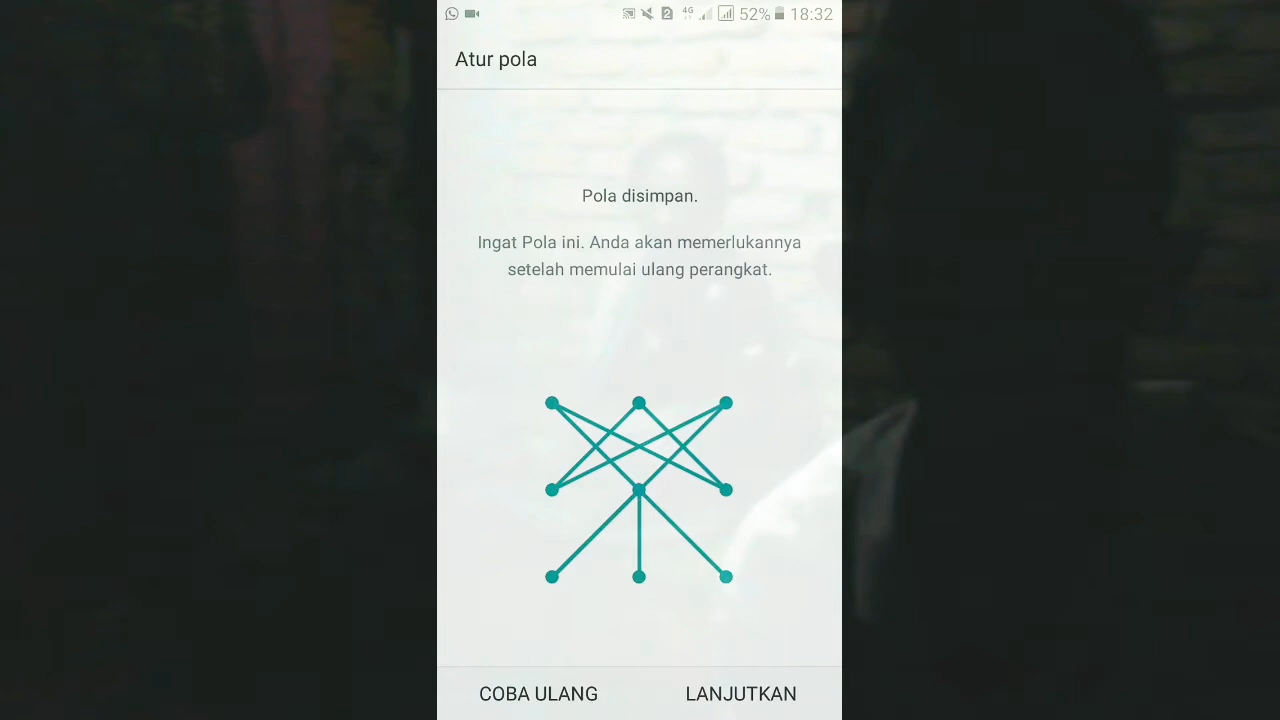 4G 52% 18:32
Atur pola
Pola disimpan.
Ingat Pola ini. Anda akan memerlukannya
setelah memulai ulang perangkat.
COBA ULANG LANJUTKAN